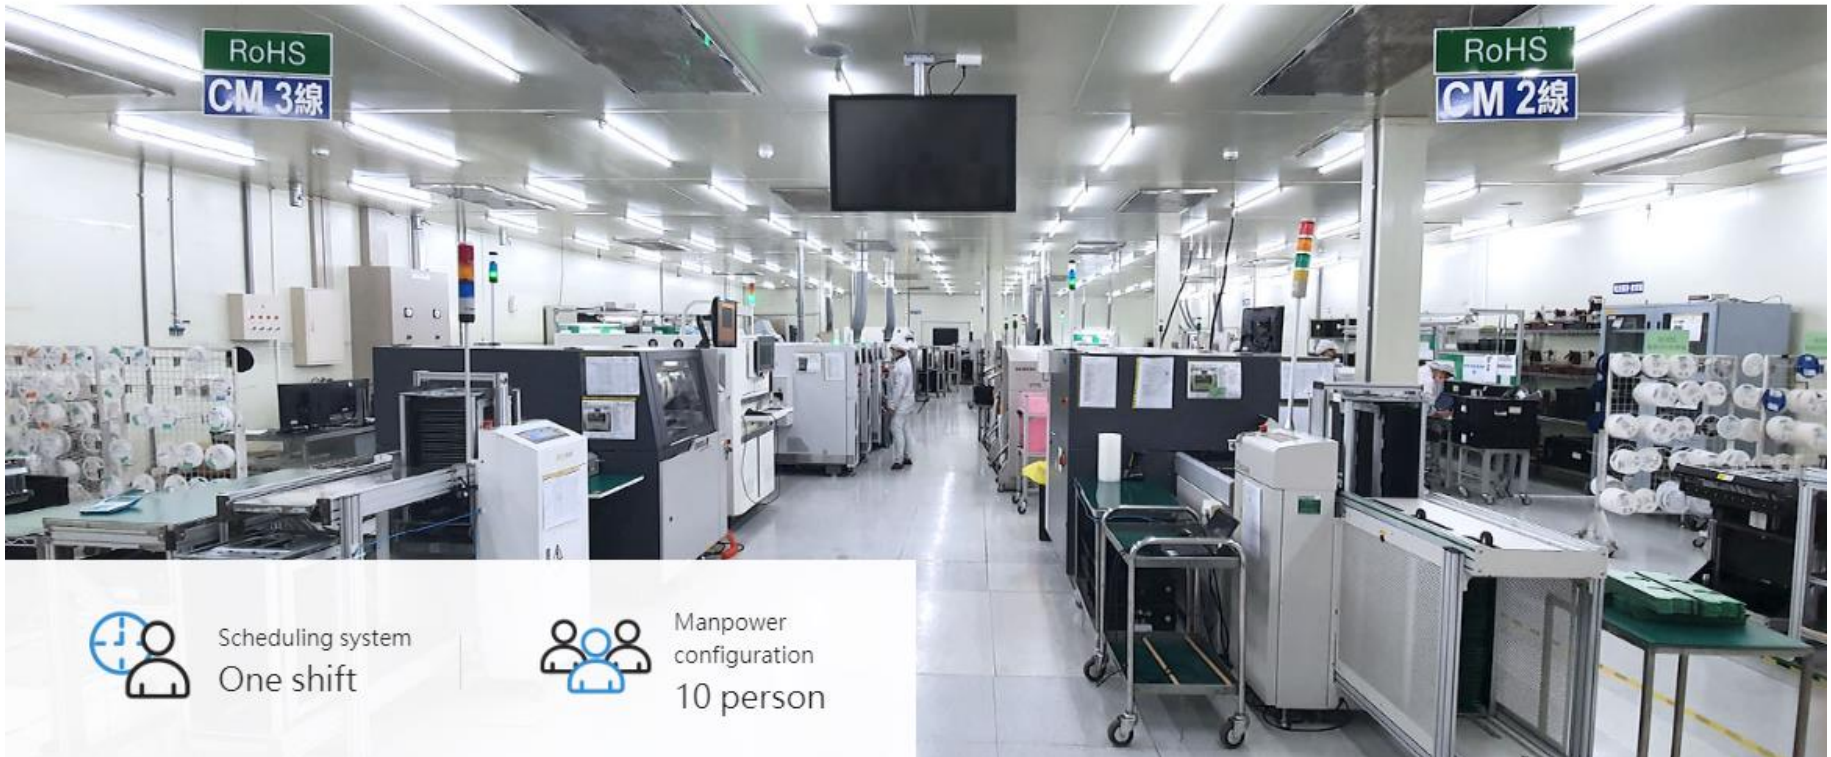 RoHS
CM 3線
RoHS
CM 2線
Scheduling system
One shift
Manpower
configuration
10 person